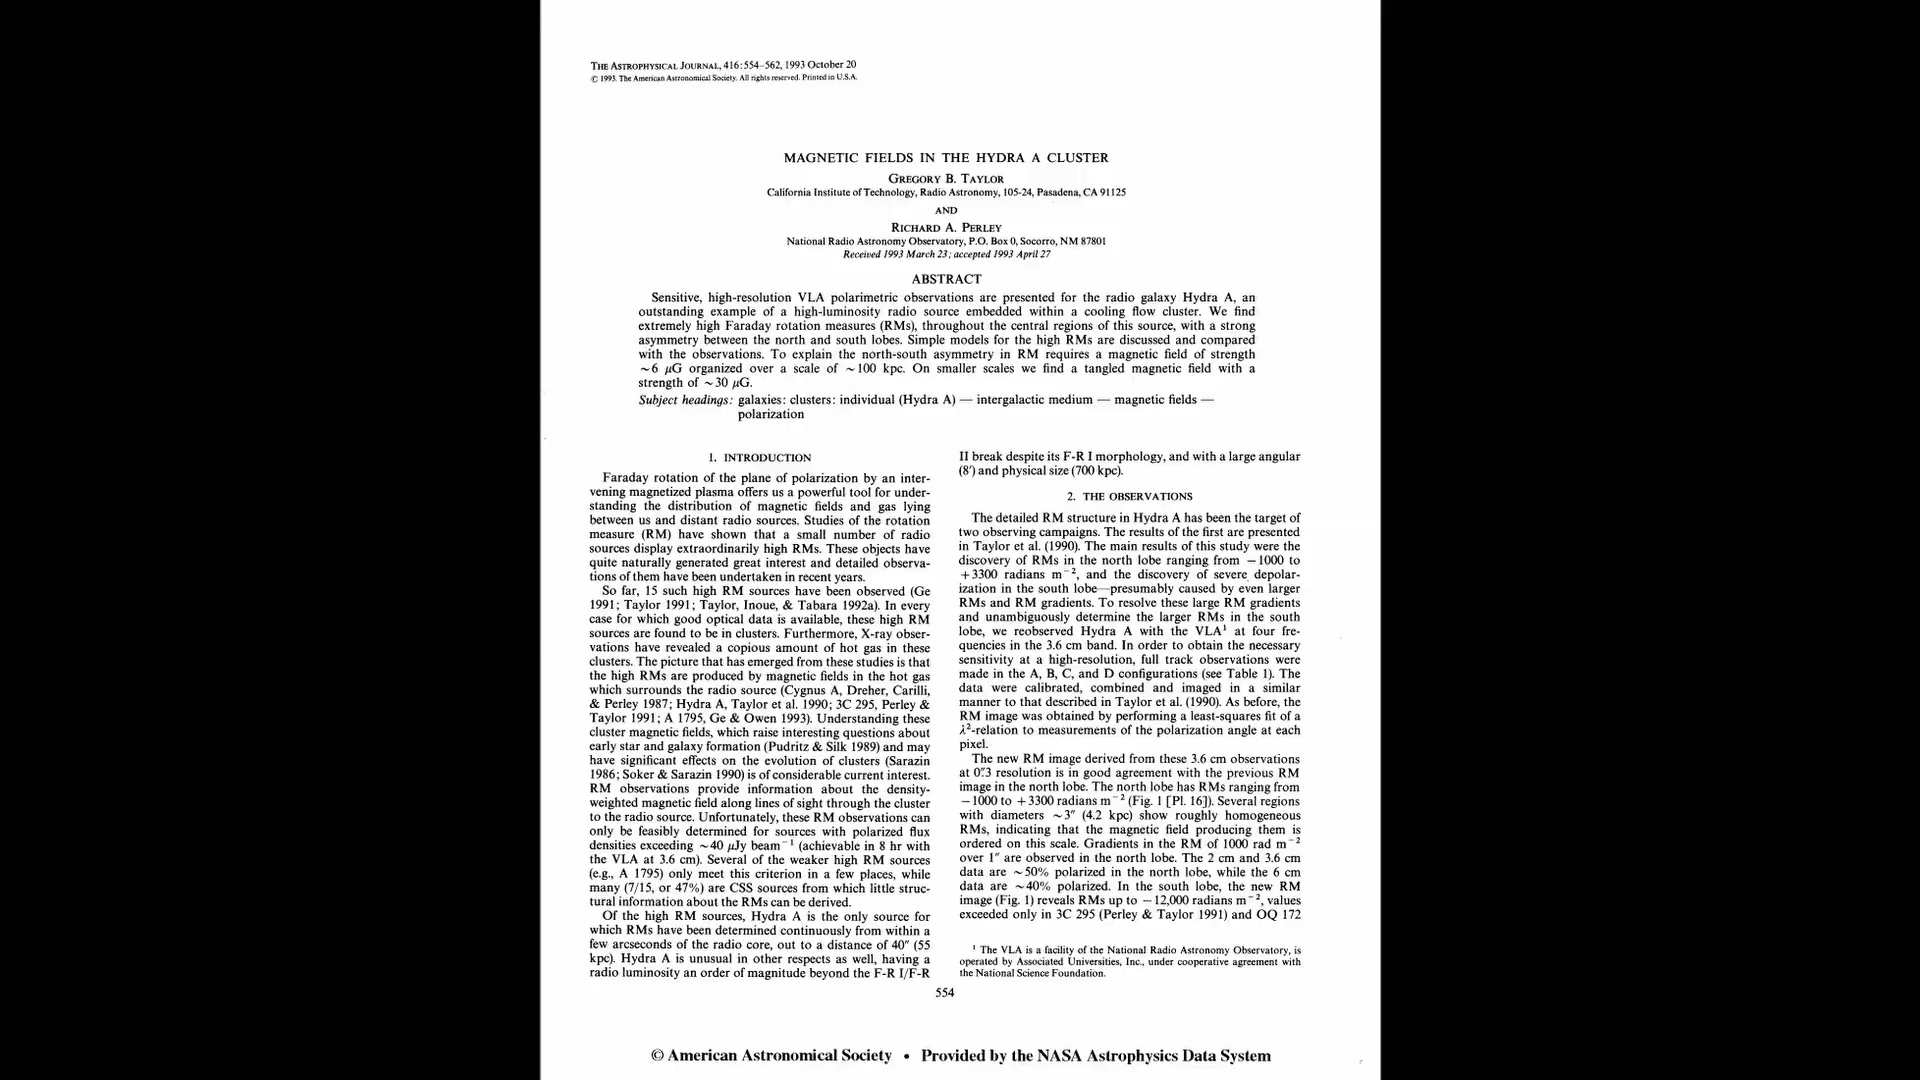 THE ASTROPHYSICAL JOURNAL, 416:554–562, 1993 October 20
© 1993. The American Astronomical Society. All rights reserved. Printed in U.S.A.
MAGNETIC FIELDS IN THE HYDRA A CLUSTER
GREGORY B. TAYLOR
California Institute of Technology, Radio Astronomy, 105-24, Pasadena, CA 91125
AND
RICHARD A. PERLEY
National Radio Astronomy Observatory, P.O. Box 0, Socorro, NM 87801
Received 1993 March 23; accepted 1993 April 27
ABSTRACT
Sensitive, high-resolution VLA polarimetric observations are presented for the radio galaxy Hydra A, an
outstanding example of a high-luminosity radio source embedded within a cooling flow cluster. We find
extremely high Faraday rotation measures (RMs), throughout the central regions of this source, with a strong
asymmetry between the north and south lobes. Simple models for the high RMs are discussed and compared
with the observations. To explain the north-south asymmetry in RM requires a magnetic field of strength
~6 μG organized over a scale of ~100 kpc. On smaller scales we find a tangled magnetic field with a
strength of ~30 μG.
Subject headings: galaxies: clusters: individual (Hydra A) — intergalactic medium — magnetic fields —
polarization
1. INTRODUCTION
Faraday rotation of the plane of polarization by an inter-
vening magnetized plasma offers us a powerful tool for under-
standing the distribution of magnetic fields and gas lying
between us and distant radio sources. Studies of the rotation
measure (RM) have shown that a small number of radio
sources display extraordinarily high RMs. These objects have
quite naturally generated great interest and detailed observa-
tions of them have been undertaken in recent years.
So far, 15 such high RM sources have been observed (Ge
1991; Taylor 1991; Taylor, Inoue, & Tabara 1992a). In every
case for which good optical data is available, these high RM
sources are found to be in clusters. Furthermore, X-ray obser-
vations have revealed a copious amount of hot gas in these
clusters. The picture that has emerged from these studies is that
the high RMs are produced by magnetic fields in the hot gas
which surrounds the radio source (Cygnus A, Dreher, Carilli,
& Perley 1987; Hydra A, Taylor et al. 1990; 3C 295, Perley &
Taylor 1991; A 1795, Ge & Owen 1993). Understanding these
cluster magnetic fields, which raise interesting questions about
early star and galaxy formation (Pudritz & Silk 1989) and may
have significant effects on the evolution of clusters (Sarazin
1986; Soker & Sarazin 1990) is of considerable current interest.
RM observations provide information about the density-
weighted magnetic field along lines of sight through the cluster
to the radio source. Unfortunately, these RM observations can
only be feasibly determined for sources with polarized flux
densities exceeding ~40 μJy beam⁻¹ (achievable in 8 hr with
the VLA at 3.6 cm). Several of the weaker high RM sources
(e.g., A 1795) only meet this criterion in a few places, while
many (7/15, or 47%) are CSS sources from which little struc-
tural information about the RMs can be derived.
Of the high RM sources, Hydra A is the only source for
which RMs have been determined continuously from within a
few arcseconds of the radio core, out to a distance of 40″ (55
kpc). Hydra A is unusual in other respects as well, having a
radio luminosity an order of magnitude beyond the F-R I/F-R
II break despite its F-R I morphology, and with a large angular
(8′) and physical size (700 kpc).
2. THE OBSERVATIONS
The detailed RM structure in Hydra A has been the target of
two observing campaigns. The results of the first are presented
in Taylor et al. (1990). The main results of this study were the
discovery of RMs in the north lobe ranging from −1000 to
+3300 radians m⁻², and the discovery of severe depolar-
ization in the south lobe—presumably caused by even larger
RMs and RM gradients. To resolve these large RM gradients
and unambiguously determine the larger RMs in the south
lobe, we reobserved Hydra A with the VLA¹ at four fre-
quencies in the 3.6 cm band. In order to obtain the necessary
sensitivity at a high-resolution, full track observations were
made in the A, B, C, and D configurations (see Table 1). The
data were calibrated, combined and imaged in a similar
manner to that described in Taylor et al. (1990). As before, the
RM image was obtained by performing a least-squares fit of a
λ²-relation to measurements of the polarization angle at each
pixel.
The new RM image derived from these 3.6 cm observations
at 0″.3 resolution is in good agreement with the previous RM
image in the north lobe. The north lobe has RMs ranging from
−1000 to +3300 radians m⁻² (Fig. 1 [Pl. 16]). Several regions
with diameters ~3″ (4.2 kpc) show roughly homogeneous
RMs, indicating that the magnetic field producing them is
ordered on this scale. Gradients in the RM of 1000 rad m⁻²
over 1″ are observed in the north lobe. The 2 cm and 3.6 cm
data are ~50% polarized in the north lobe, while the 6 cm
data are ~40% polarized. In the south lobe, the new RM
image (Fig. 1) reveals RMs up to −12,000 radians m⁻², values
exceeded only in 3C 295 (Perley & Taylor 1991) and OQ 172
¹ The VLA is a facility of the National Radio Astronomy Observatory, is
operated by Associated Universities, Inc., under cooperative agreement with
the National Science Foundation.
554
© American Astronomical Society • Provided by the NASA Astrophysics Data System